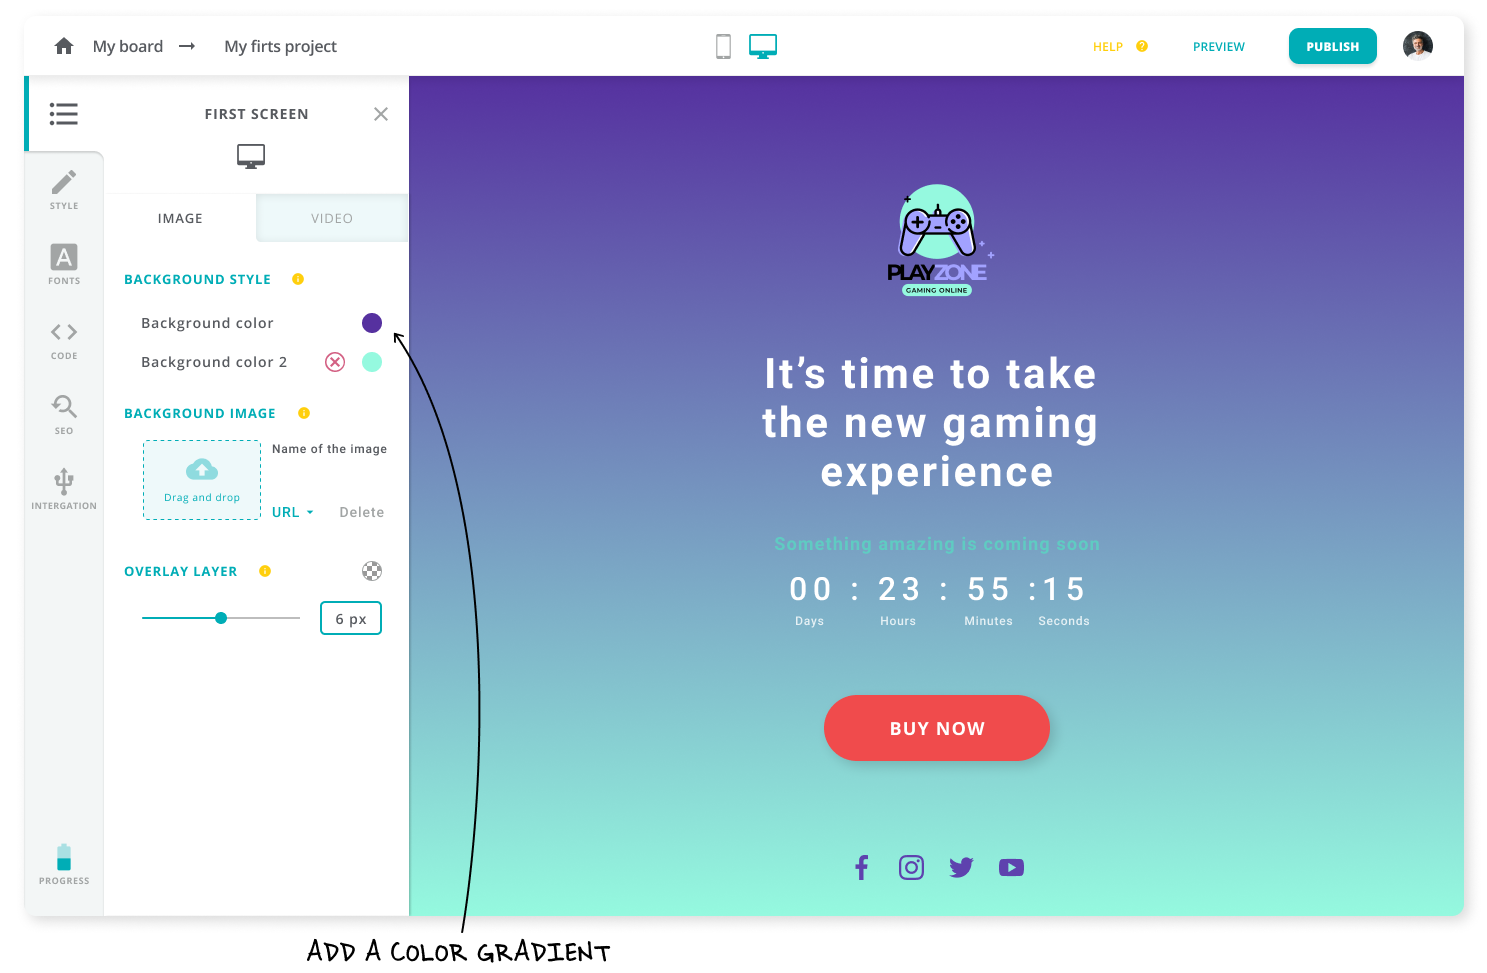 My board
My firts project
HELP
PREVIEW
PUBLISH
FIRST SCREEN
STYLE
FONTS
CODE
SEO
INTERGATION
PROGRESS
IMAGE
VIDEO
BACKGROUND STYLE
Background color
Background color 2
BACKGROUND IMAGE
Drag and drop
Name of the image
URL
Delete
OVERLAY LAYER
6 px
PLAYZONE
GAMING ONLINE
It’s time to take
the new gaming
experience
Something amazing is coming soon
00 : 23 : 55 :15
Days Hours Minutes Seconds
BUY NOW
ADD A COLOR GRADIENT